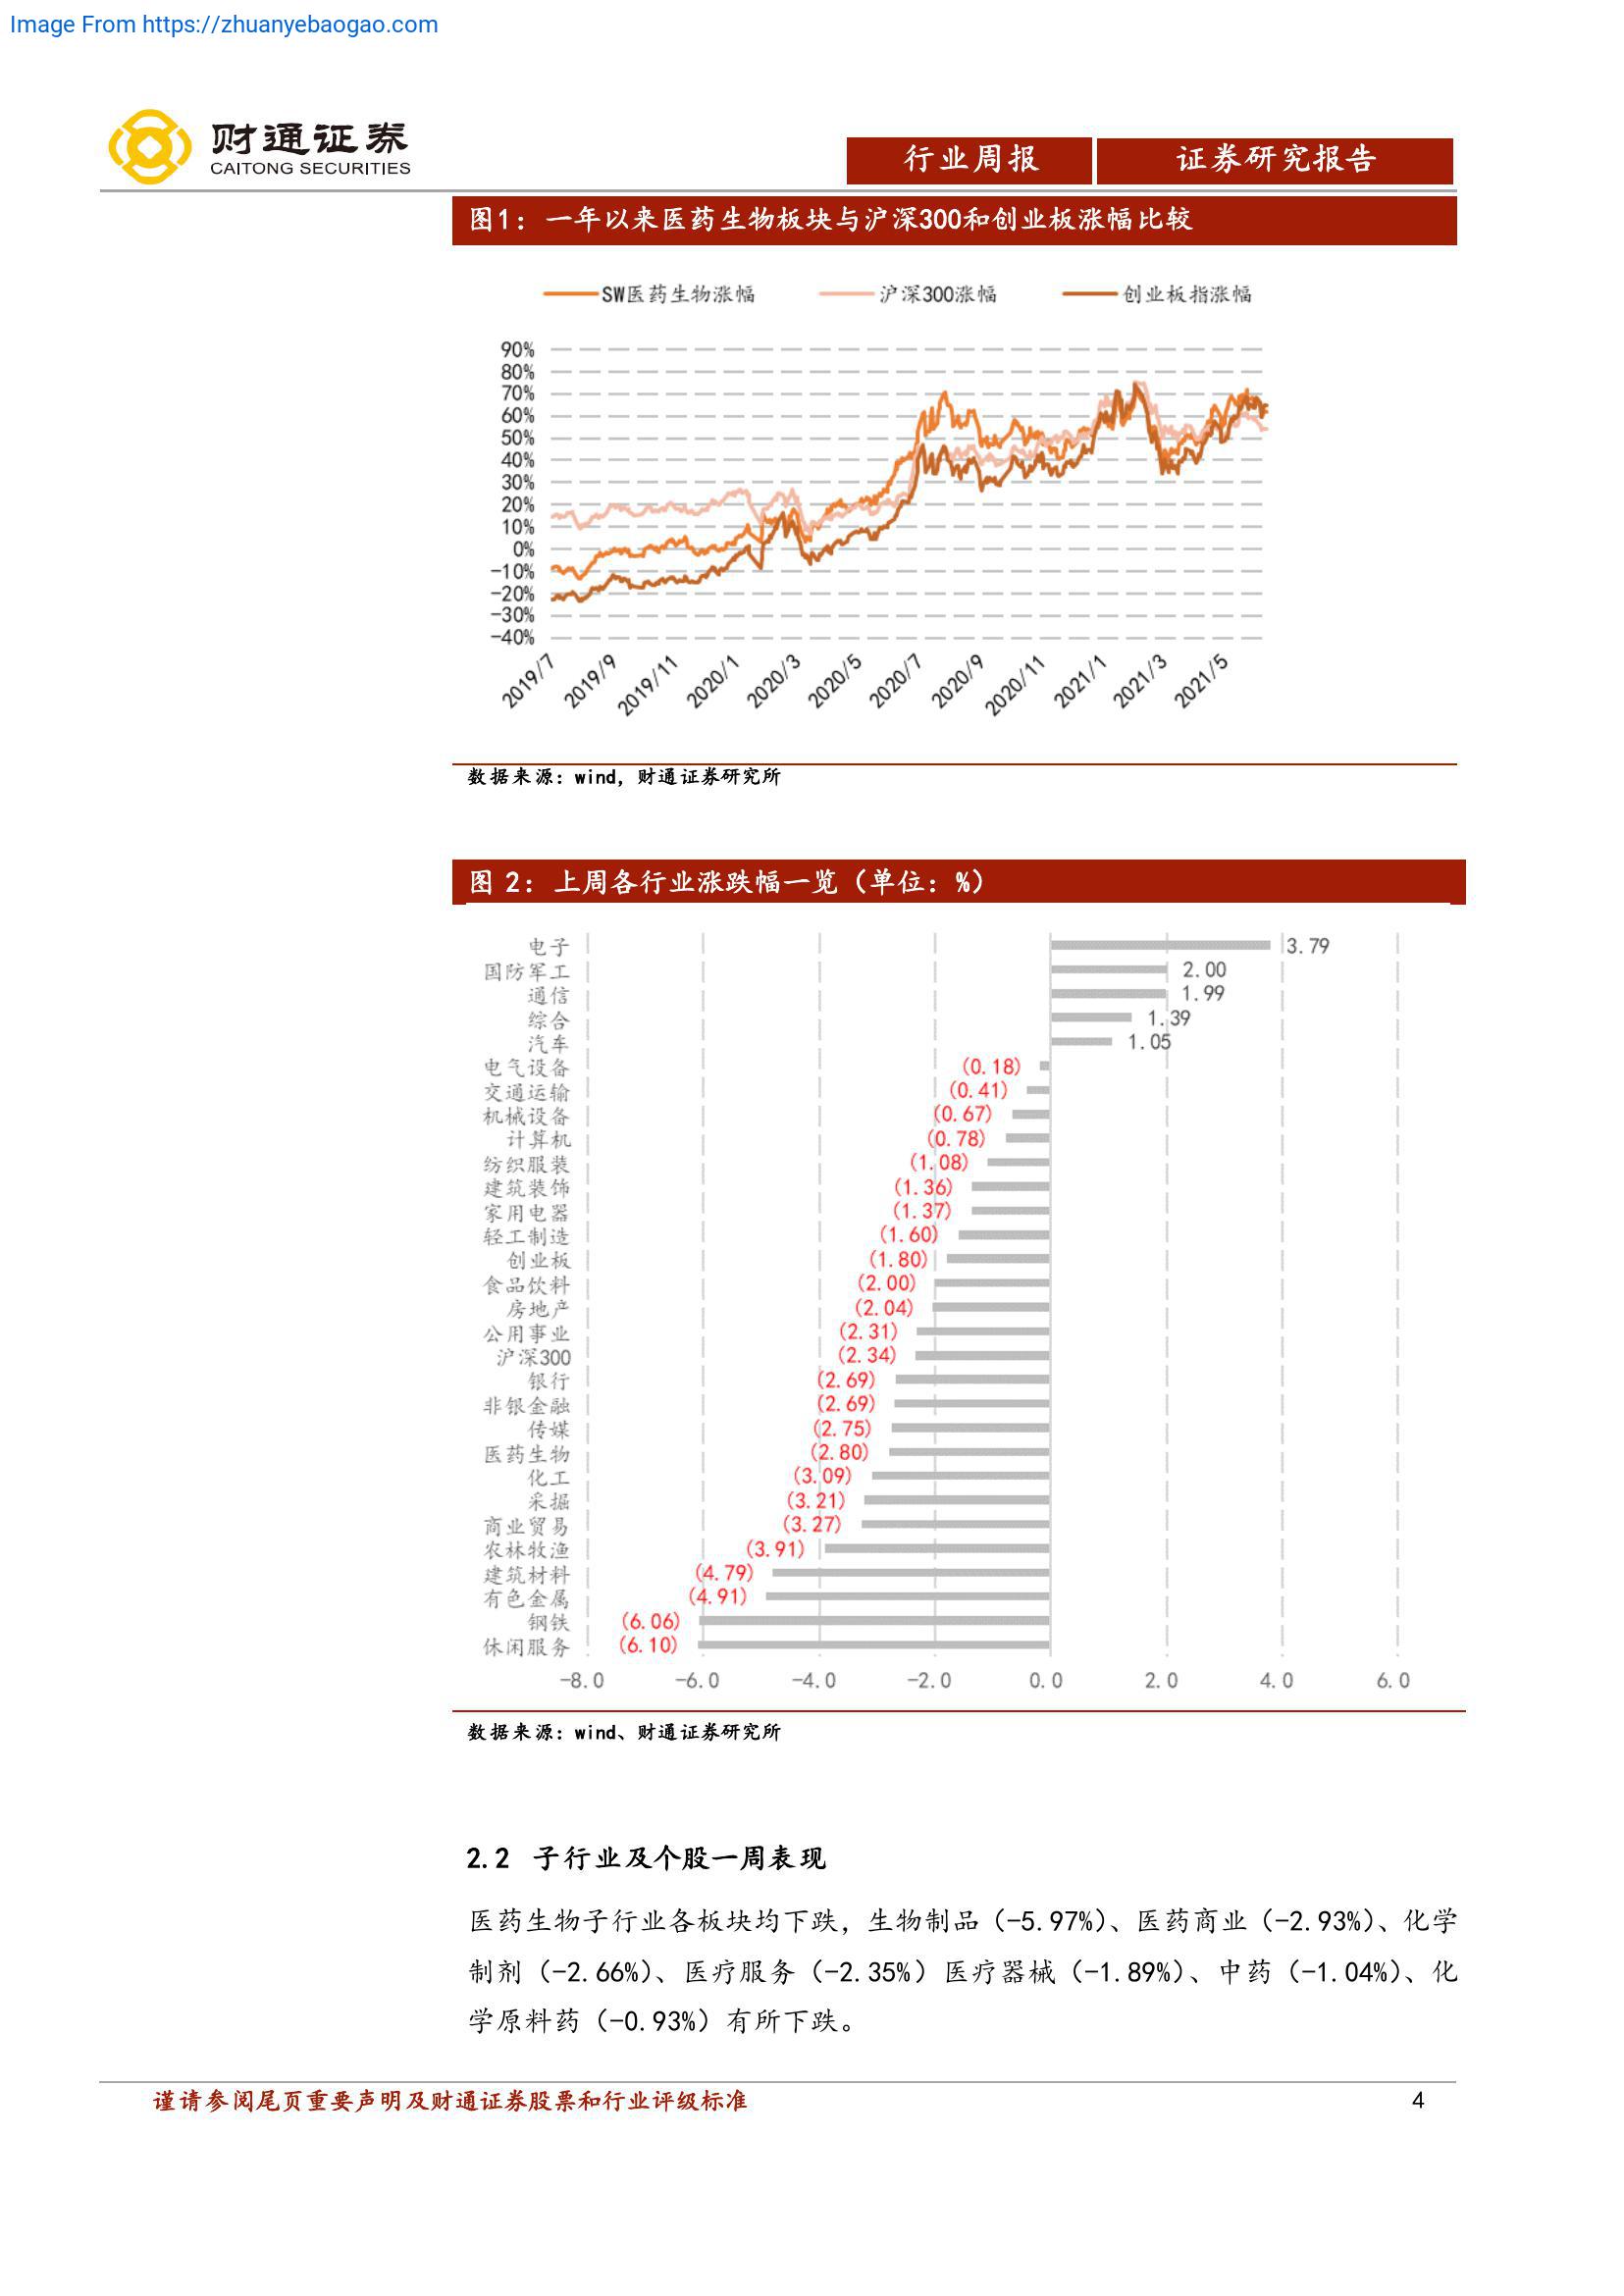 Image From https://zhuanyebaogao.com
财通证券
CAITONG SECURITIES
行业周报
证券研究报告
图1：一年以来医药生物板块与沪深300和创业板涨幅比较
SW医药生物涨幅 沪深300涨幅 创业板指涨幅
90%
80%
70%
60%
50%
40%
30%
20%
10%
0%
-10%
-20%
-30%
-40%
2019/7 2019/9 2019/11 2020/1 2020/3 2020/5 2020/7 2020/9 2020/11 2021/1 2021/3 2021/5
数据来源：wind，财通证券研究所
图 2：上周各行业涨跌幅一览（单位：%）
电子 3.79
国防军工 2.00
通信 1.99
综合 1.39
汽车 1.05
电气设备 (0.18)
交通运输 (0.41)
机械设备 (0.67)
计算机 (0.78)
纺织服装 (1.08)
建筑装饰 (1.36)
家用电器 (1.37)
轻工制造 (1.60)
创业板 (1.80)
食品饮料 (2.00)
房地产 (2.04)
公用事业 (2.31)
沪深300 (2.34)
银行 (2.69)
非银金融 (2.69)
传媒 (2.75)
医药生物 (2.80)
化工 (3.09)
采掘 (3.21)
商业贸易 (3.27)
农林牧渔 (3.91)
建筑材料 (4.79)
有色金属 (4.91)
钢铁 (6.06)
休闲服务 (6.10)
-8.0 -6.0 -4.0 -2.0 0.0 2.0 4.0 6.0
数据来源：wind、财通证券研究所
2.2 子行业及个股一周表现
医药生物子行业各板块均下跌，生物制品（-5.97%）、医药商业（-2.93%）、化学
制剂（-2.66%）、医疗服务（-2.35%）医疗器械（-1.89%）、中药（-1.04%）、化
学原料药（-0.93%）有所下跌。
谨请参阅尾页重要声明及财通证券股票和行业评级标准
4